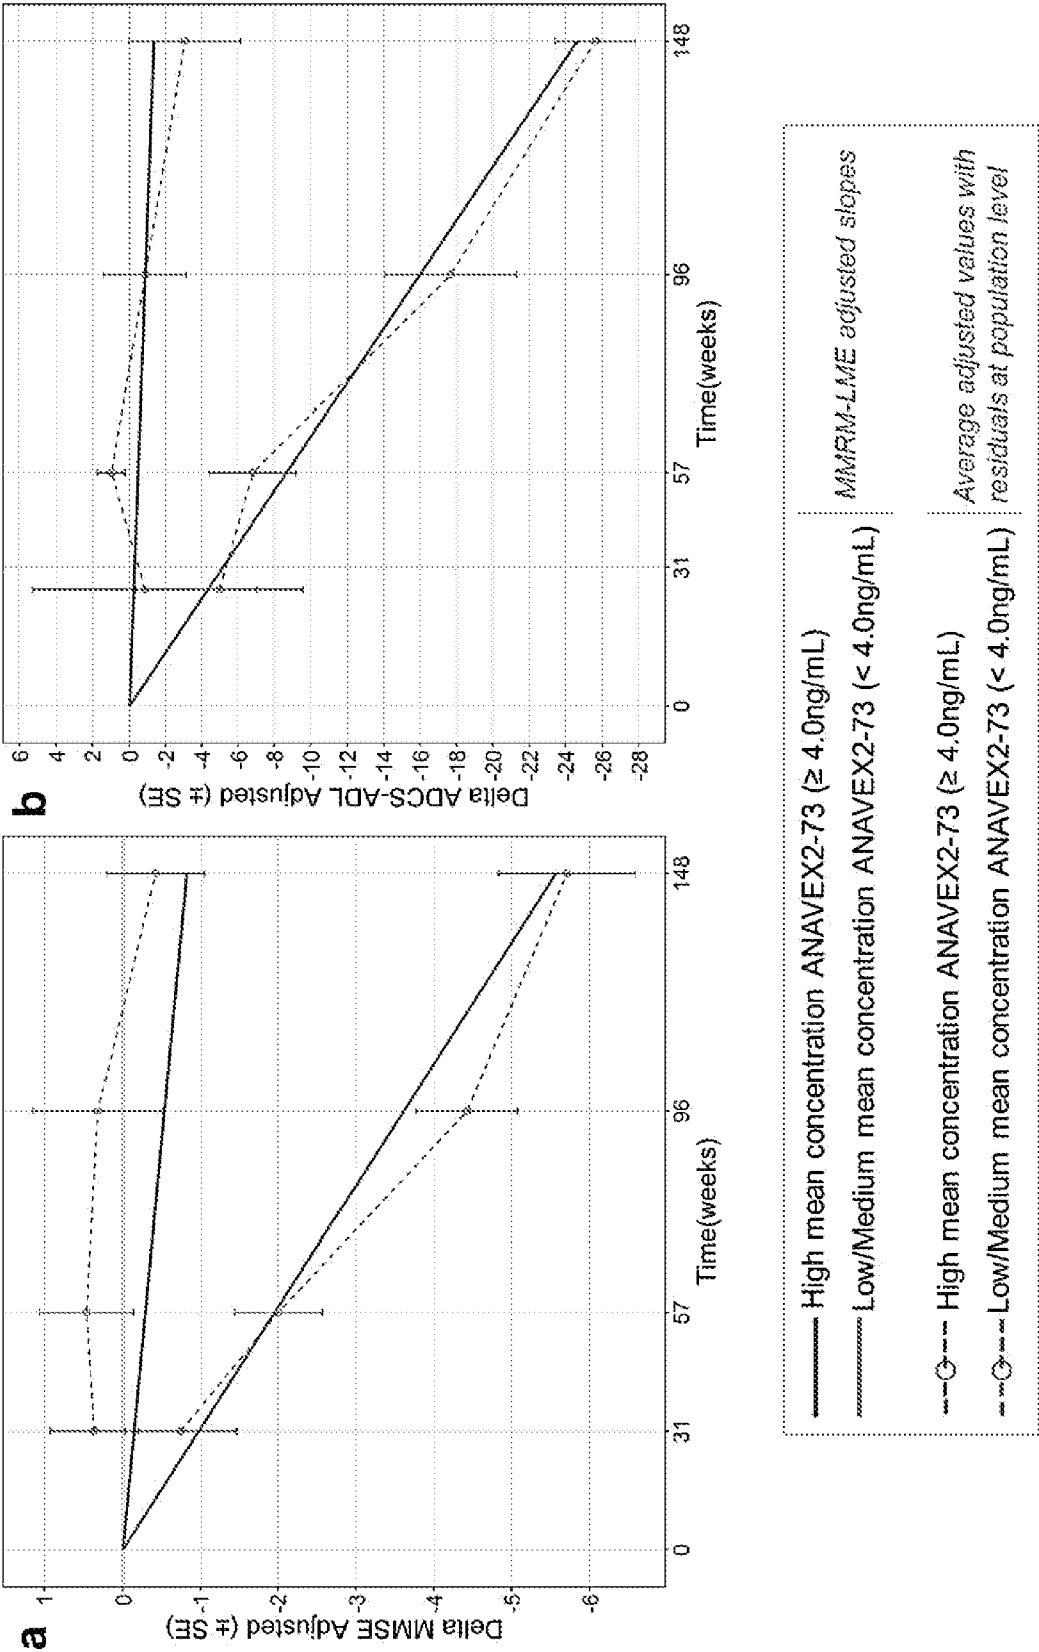 a
Delta MMSE Adjusted (± SE)
1
0
-1
-2
-3
-4
-5
-6
0
31
57
96
148
Time(weeks)
b
Delta ADCS-ADL Adjusted (± SE)
6
4
2
0
-2
-4
-6
-8
-10
-12
-14
-16
-18
-20
-22
-24
-26
-28
0
31
57
96
148
Time(weeks)
High mean concentration ANAVEX2-73 (≥ 4.0ng/mL)
Low/Medium mean concentration ANAVEX2-73 (< 4.0ng/mL)
MMRM-LME adjusted slopes
High mean concentration ANAVEX2-73 (≥ 4.0ng/mL)
Low/Medium mean concentration ANAVEX2-73 (< 4.0ng/mL)
Average adjusted values with
residuals at population level